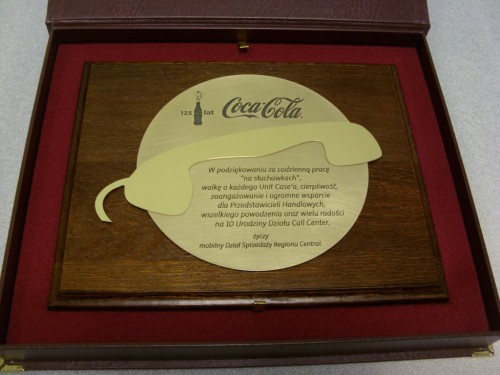 125 lat Coca-Cola
W podziękowaniu za codzienną pracę
"na słuchawkach",
walkę o każdego Unit Case'a, cierpliwość,
zaangażowanie i ogromne wsparcie
dla Przedstawicieli Handlowych,
wszelkiego powodzenia oraz wielu radości
na 10 Urodziny Działu Call Center,
życzy
mobilny Dział Sprzedaży Regionu Central.